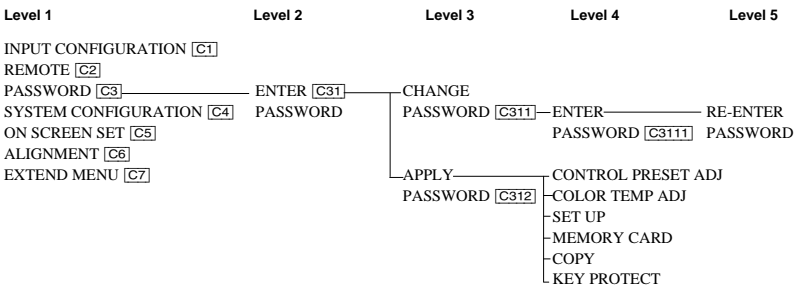 Level 1 Level 2 Level 3 Level 4 Level 5
INPUT CONFIGURATION C1
REMOTE C2
PASSWORD C3 ENTER C31 CHANGE
SYSTEM CONFIGURATION C4 PASSWORD PASSWORD C311 ENTER RE-ENTER
ON SCREEN SET C5 PASSWORD C3111 PASSWORD
ALIGNMENT C6
EXTEND MENU C7 APPLY CONTROL PRESET ADJ
PASSWORD C312 COLOR TEMP ADJ
SET UP
MEMORY CARD
COPY
KEY PROTECT